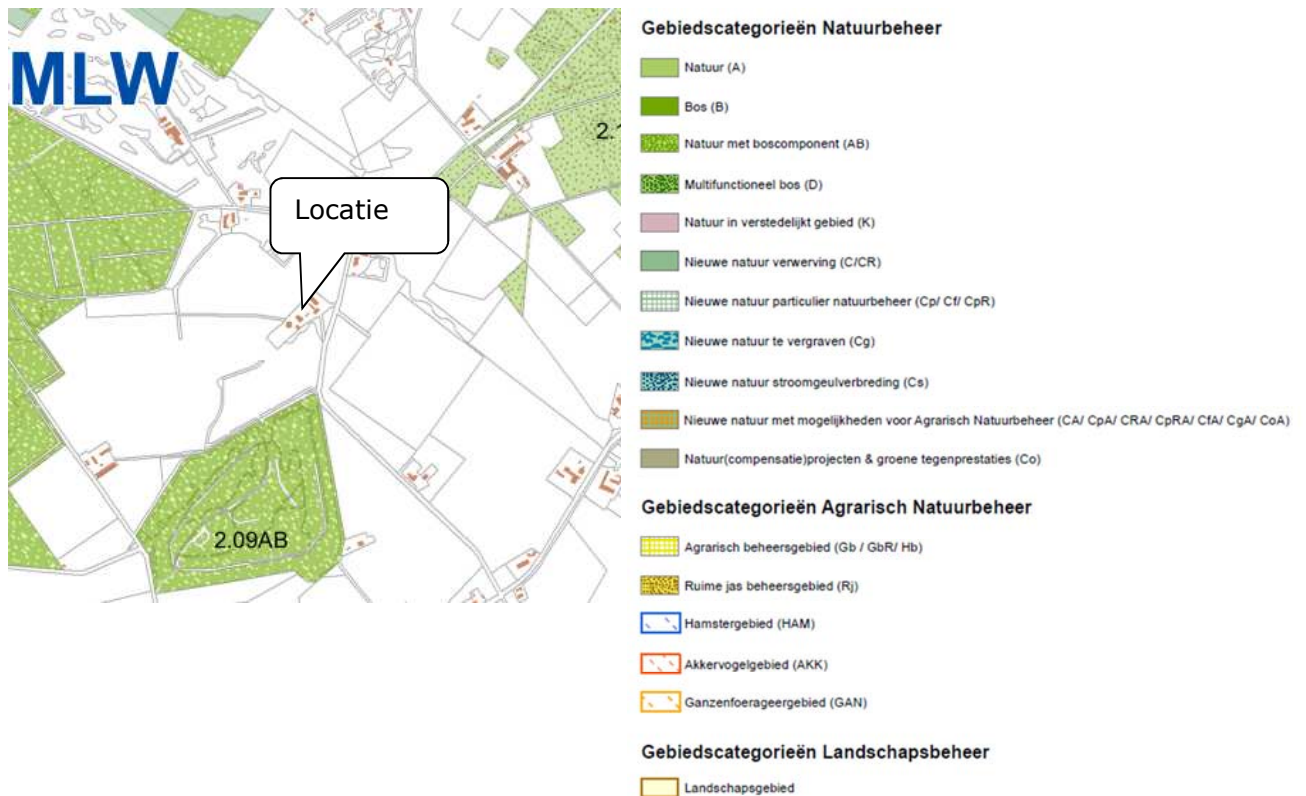 MLW
Locatie
2.
2.09AB
Gebiedscategorieën Natuurbeheer
Natuur (A)
Bos (B)
Natuur met boscomponent (AB)
Multifunctioneel bos (D)
Natuur in verstedelijkt gebied (K)
Nieuwe natuur verwerving (C/CR)
Nieuwe natuur particulier natuurbeheer (Cp/ Cf/ CpR)
Nieuwe natuur te vergraven (Cg)
Nieuwe natuur stroomgeulverbreding (Cs)
Nieuwe natuur met mogelijkheden voor Agrarisch Natuurbeheer (CA/ CpA/ CRA/ CpRA/ CfA/ CgA/ CoA)
Natuur(compensatie)projecten & groene tegenprestaties (Co)
Gebiedscategorieën Agrarisch Natuurbeheer
Agrarisch beheersgebied (Gb / GbR/ Hb)
Ruime jas beheersgebied (Rj)
Hamstergebied (HAM)
Akkervogelgebied (AKK)
Ganzenfoerageergebied (GAN)
Gebiedscategorieën Landschapsbeheer
Landschapsgebied